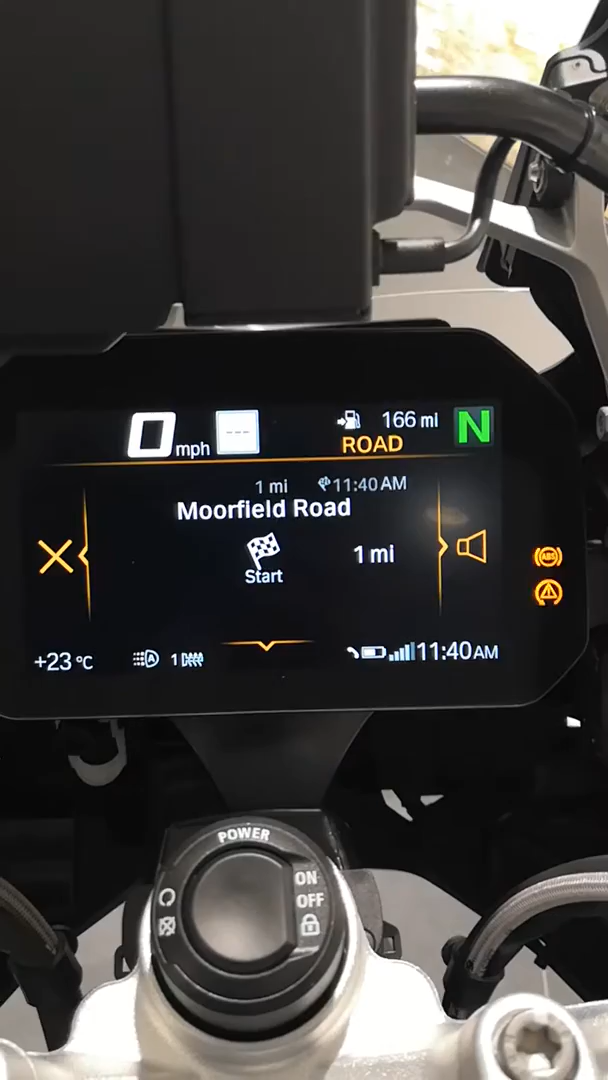 0 mph --- 166 mi N
ROAD
1 mi 11:40 AM
Moorfield Road
1 mi
Start
ABS
+23 °C A 1 11:40 AM
POWER
ON
OFF